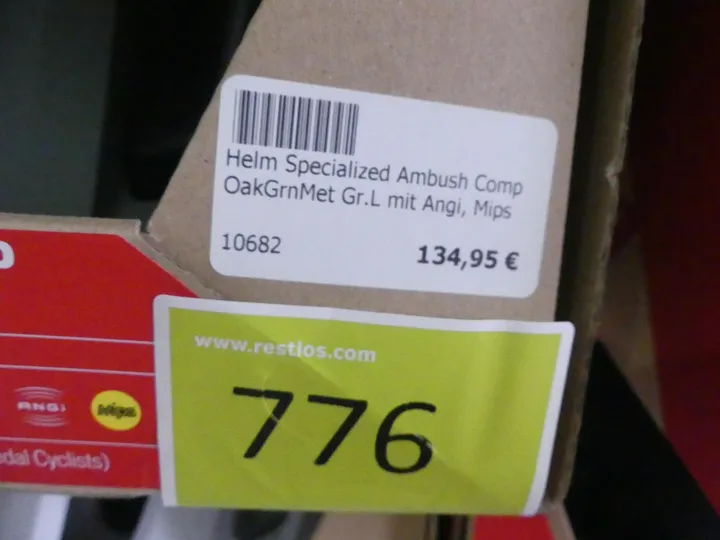 Helm Specialized Ambush Comp
OakGrnMet Gr.L mit Angi, Mips
10682
134,95 €
www.restlos.com
776
ANGi
Mips
edal Cyclists)